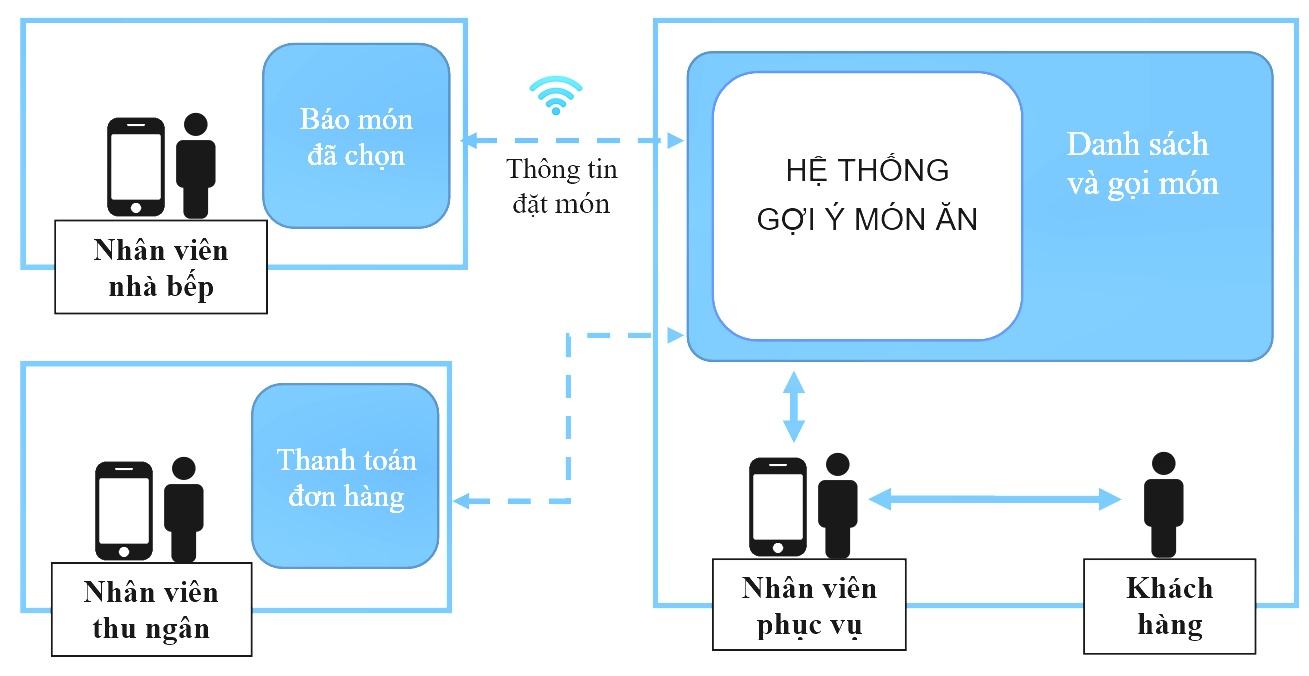 Báo món
đã chọn
Nhân viên
nhà bếp
Thông tin
đặt món
HỆ THỐNG
GỢI Ý MÓN ĂN
Danh sách
và gọi món
Thanh toán
đơn hàng
Nhân viên
thu ngân
Nhân viên
phục vụ
Khách
hàng